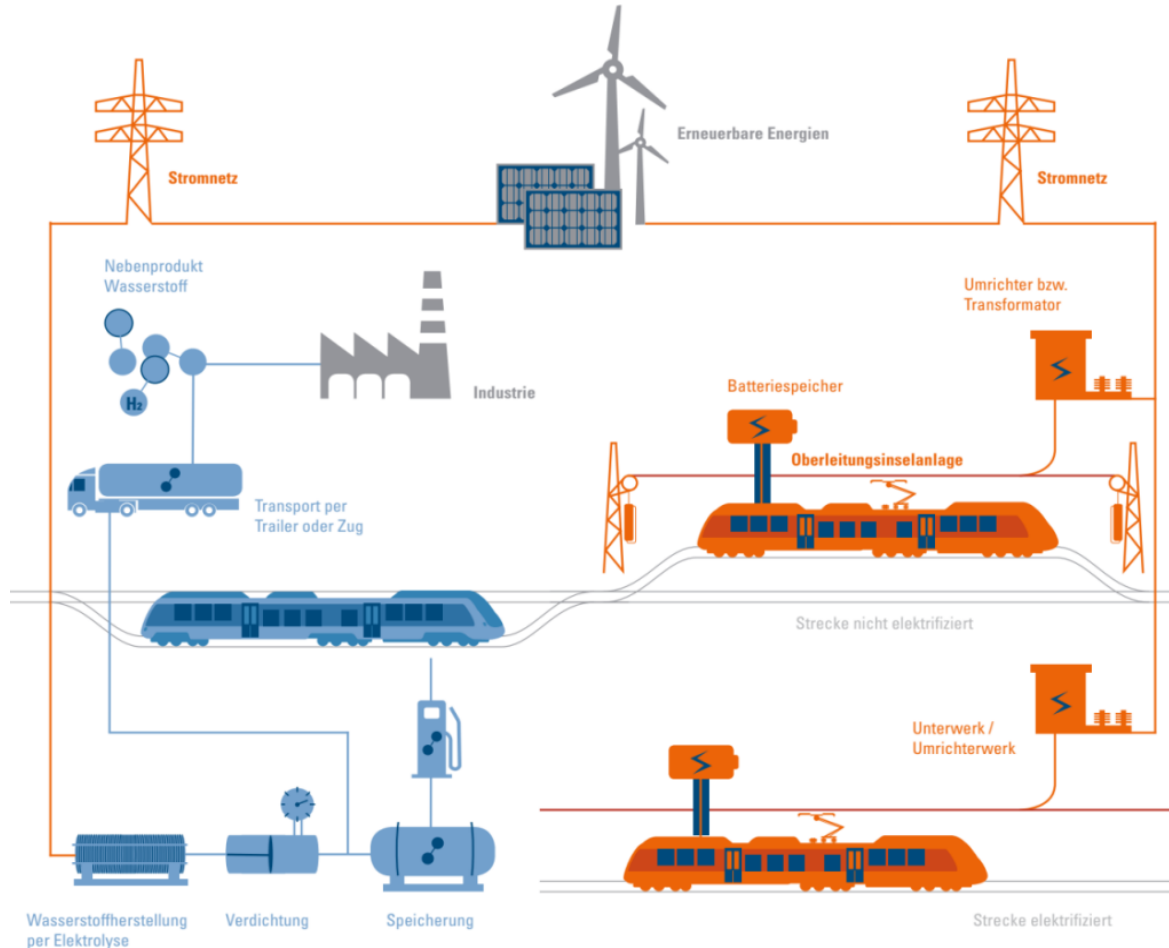 Erneuerbare Energien
Stromnetz
Stromnetz
Nebenprodukt
Wasserstoff
H₂
Industrie
Transport per
Trailer oder Zug
Umrichter bzw.
Transformator
Batteriespeicher
Oberleitungsinselanlage
Strecke nicht elektrifiziert
Unterwerk /
Umrichterwerk
Wasserstoffherstellung
per Elektrolyse
Verdichtung
Speicherung
Strecke elektrifiziert